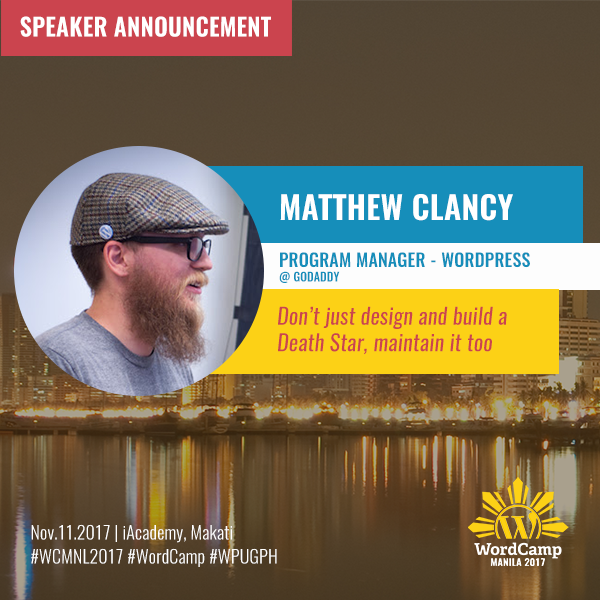 SPEAKER ANNOUNCEMENT
MATTHEW CLANCY
PROGRAM MANAGER - WORDPRESS
@ GODADDY
Don't just design and build a
Death Star, maintain it too
Nov.11.2017 | iAcademy, Makati
#WCMNL2017 #WordCamp #WPUGPH
W
WordCamp
MANILA 2017